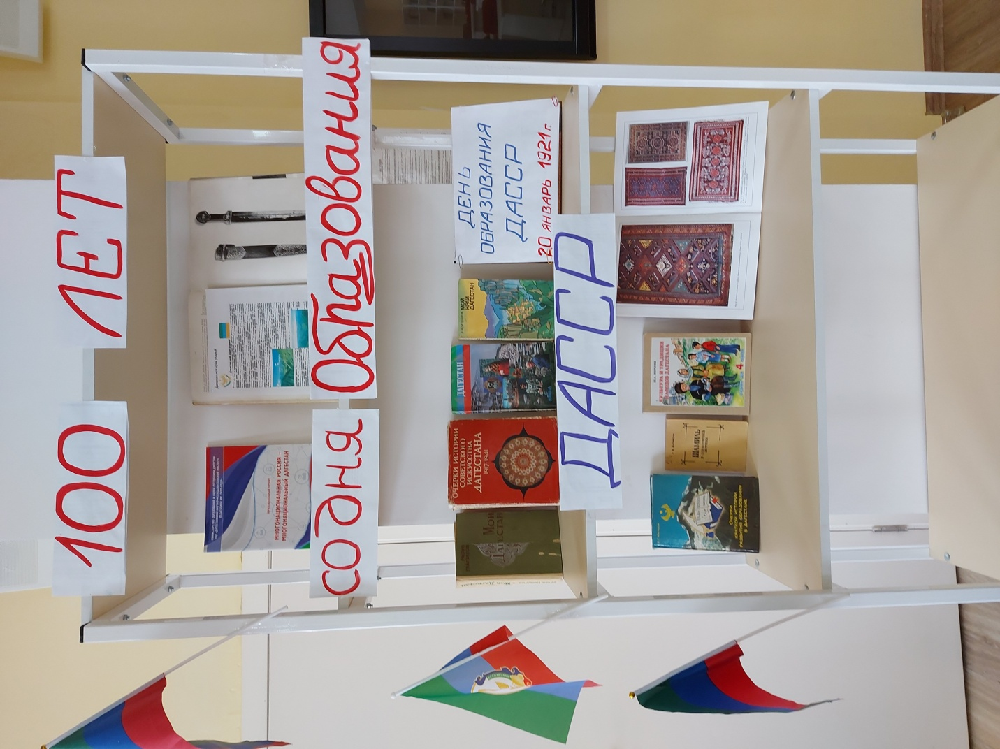 100 ЛЕТ
МНОГОНАЦИОНАЛЬНАЯ РОССИЯ –
МНОГОНАЦИОНАЛЬНЫЙ ДАГЕСТАН
СО ДНЯ Образования
Мой
Дагестан
ОЧЕРКИ ИСТОРИИ
СОВЕТСКОГО
ИСКУССТВА
ДАГЕСТАНА
1917-1941
ДАГЕСТАН
МОЙ
КРАЙ
ДАГЕСТАН
ДЕНЬ
ОБРАЗОВАНИЯ
ДАССР
20 ЯНВАРЬ 1921 г.
ДАССР
ОЧЕРКИ
КРАТКОЙ ИСТОРИИ
РАЗВИТИЯ ОБРАЗОВАНИЯ
В ДАГЕСТАНЕ
ШАМИЛЬ
КУЛЬТУРА И ТРАДИЦИИ
НАРОДОВ ДАГЕСТАНА
4